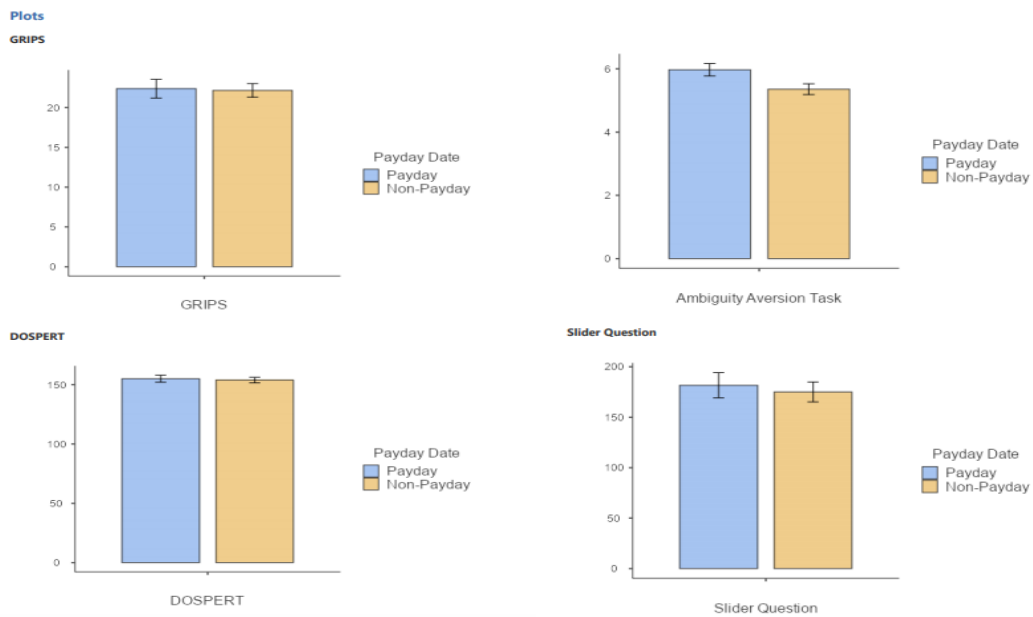 Plots
GRIPS
20
15
10
5
0
GRIPS
Payday Date
Payday
Non-Payday
6
4
2
0
Ambiguity Aversion Task
Payday Date
Payday
Non-Payday
DOSPERT
150
100
50
0
DOSPERT
Payday Date
Payday
Non-Payday
Slider Question
200
150
100
50
0
Slider Question
Payday Date
Payday
Non-Payday